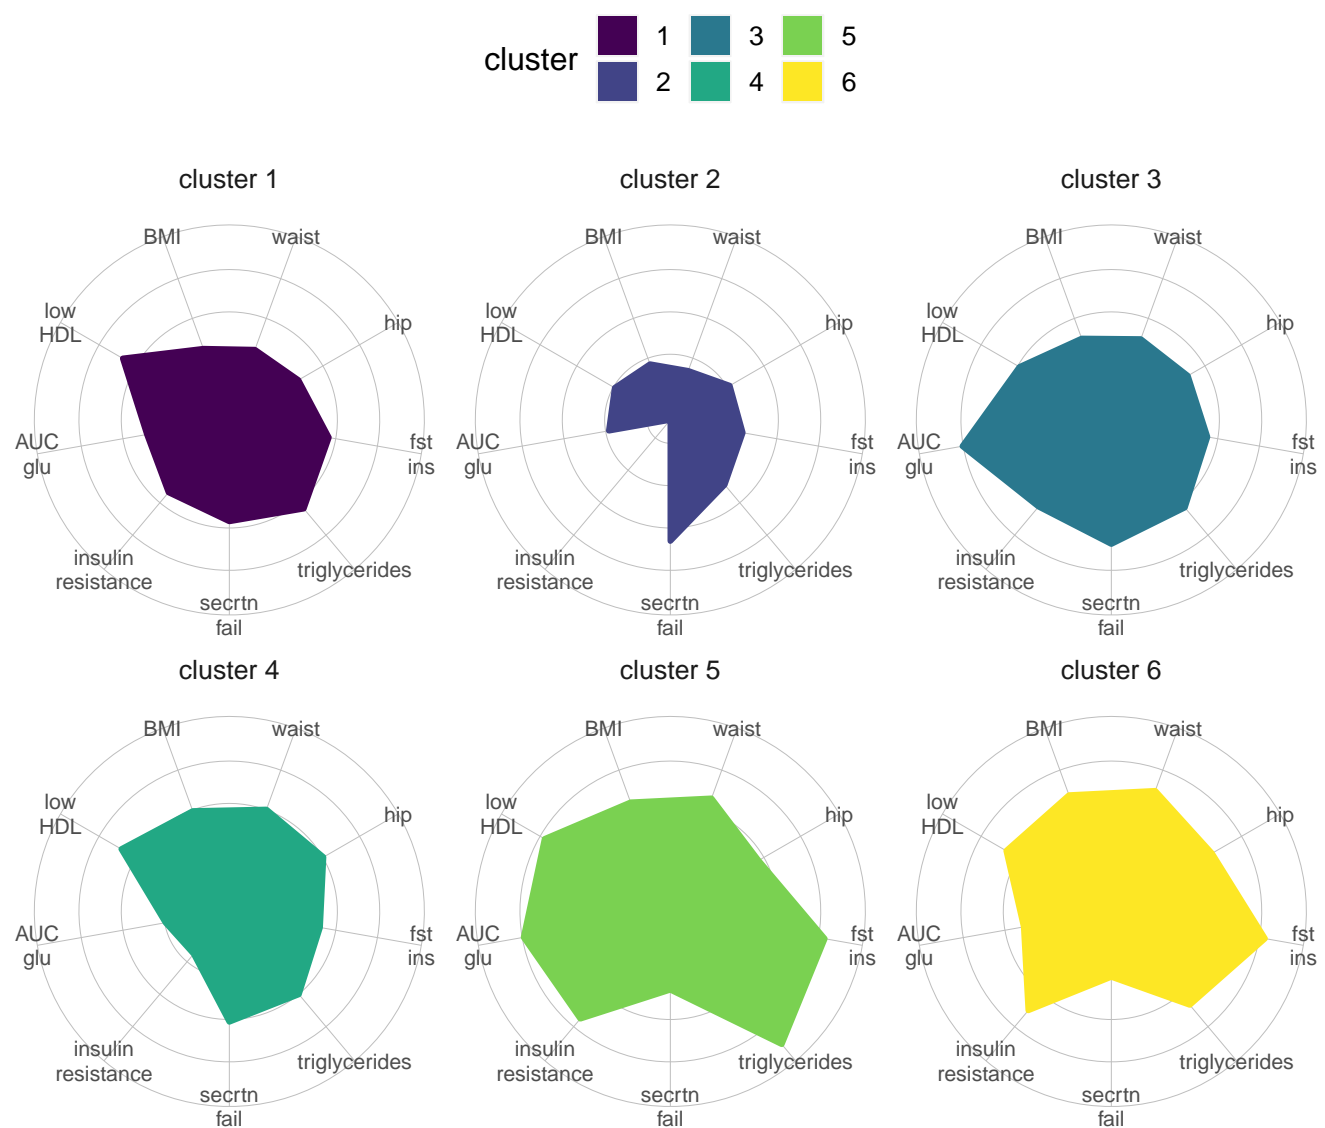 cluster
1
3
5
2
4
6
cluster 1
cluster 2
cluster 3
BMI
waist
low
HDL
hip
AUC
glu
fst
ins
insulin
resistance
triglycerides
secrtn
fail
BMI
waist
low
HDL
hip
AUC
glu
fst
ins
insulin
resistance
triglycerides
secrtn
fail
BMI
waist
low
HDL
hip
AUC
glu
fst
ins
insulin
resistance
triglycerides
secrtn
fail
cluster 4
cluster 5
cluster 6
BMI
waist
low
HDL
hip
AUC
glu
fst
ins
insulin
resistance
triglycerides
secrtn
fail
BMI
waist
low
HDL
hip
AUC
glu
fst
ins
insulin
resistance
triglycerides
secrtn
fail
BMI
waist
low
HDL
hip
AUC
glu
fst
ins
insulin
resistance
triglycerides
secrtn
fail